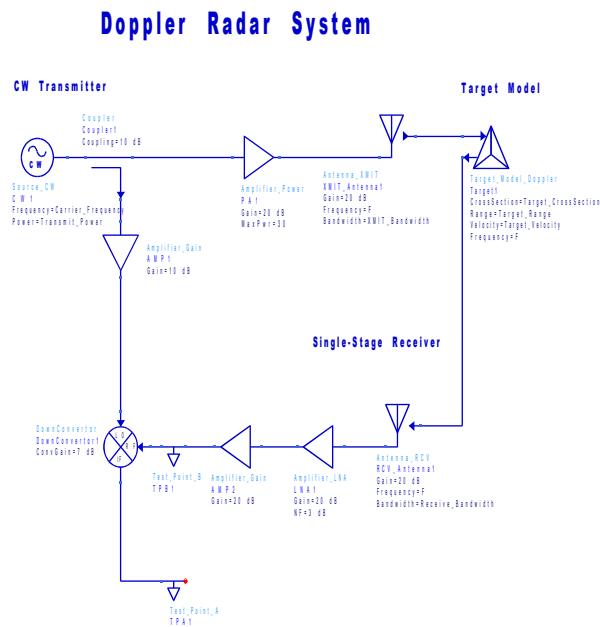 Doppler Radar System
CW Transmitter
Target Model
Coupler
Coupler1
Coupling=10 dB
CW
Source_CW
CW1
Frequency=Carrier_Frequency
Power=Transmit_Power
Amplifier_Power
PA1
Gain=20 dB
MaxPwr=30
Antenna_XMIT
XMIT_Antenna1
Gain=20 dB
Frequency=F
Bandwidth=XMIT_Bandwidth
Target_Model_Doppler
Target1
CrossSection=Target_CrossSection
Range=Target_Range
Velocity=Target_Velocity
Frequency=F
Amplifier_Gain
AMP1
Gain=10 dB
Single-Stage Receiver
DownConvertor
DownConvertor1
ConvGain=7 dB
LO
RF
IF
Test_Point_B
TPB1
Amplifier_Gain
AMP2
Gain=20 dB
Amplifier_LNA
LNA1
Gain=20 dB
NF=3 dB
Antenna_RCV
RCV_Antenna1
Gain=20 dB
Frequency=F
Bandwidth=Receive_Bandwidth
Test_Point_A
TPA1